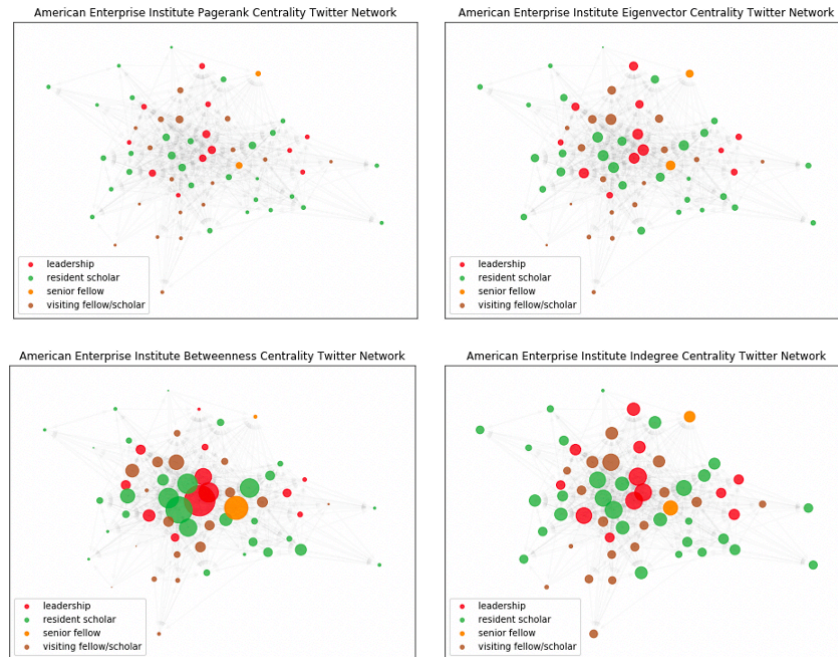 American Enterprise Institute Pagerank Centrality Twitter Network
leadership
resident scholar
senior fellow
visiting fellow/scholar
American Enterprise Institute Eigenvector Centrality Twitter Network
leadership
resident scholar
senior fellow
visiting fellow/scholar
American Enterprise Institute Betweenness Centrality Twitter Network
leadership
resident scholar
senior fellow
visiting fellow/scholar
American Enterprise Institute Indegree Centrality Twitter Network
leadership
resident scholar
senior fellow
visiting fellow/scholar